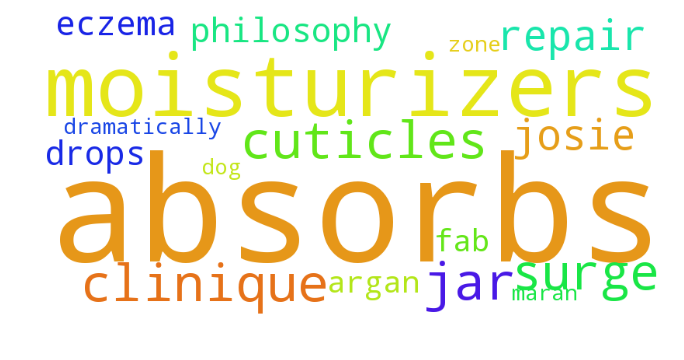 eczema philosophy zone repair
moisturizers
dramatically cuticles josie
drops dog
absorbs
fab
clinique argan jar surge
maran